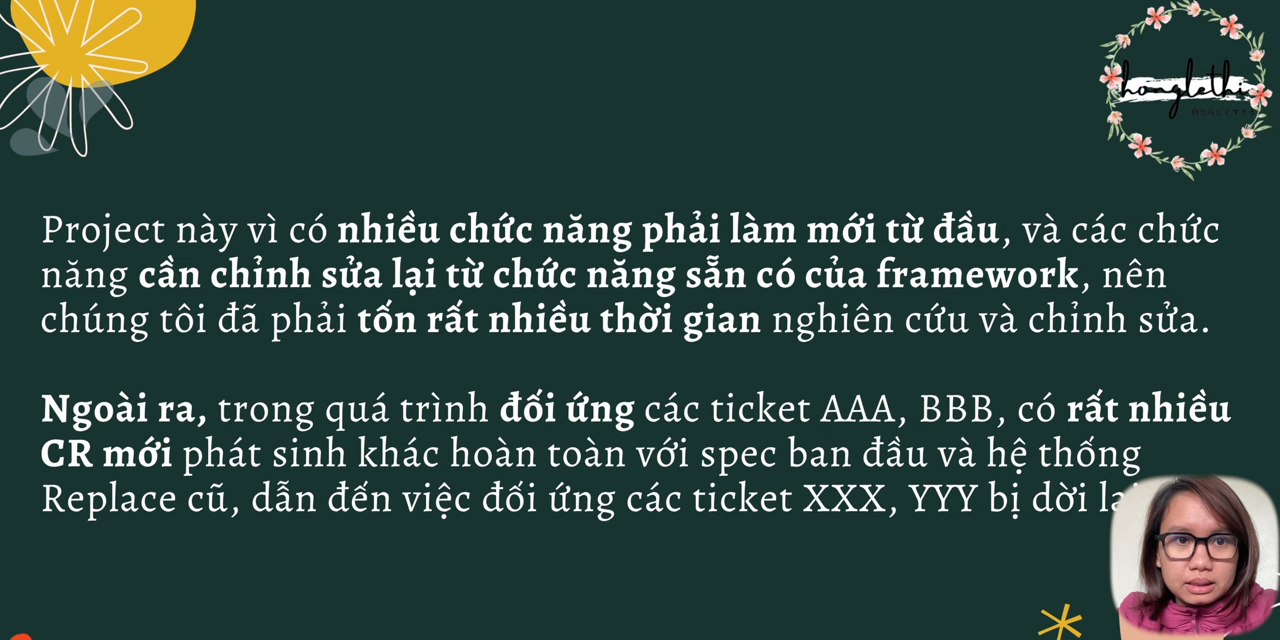 honglethi
Project này vì có nhiều chức năng phải làm mới từ đầu, và các chức
năng cần chỉnh sửa lại từ chức năng sẵn có của framework, nên
chúng tôi đã phải tốn rất nhiều thời gian nghiên cứu và chỉnh sửa.
Ngoài ra, trong quá trình đối ứng các ticket AAA, BBB, có rất nhiều
CR mới phát sinh khác hoàn toàn với spec ban đầu và hệ thống
Replace cũ, dẫn đến việc đối ứng các ticket XXX, YYY bị dời